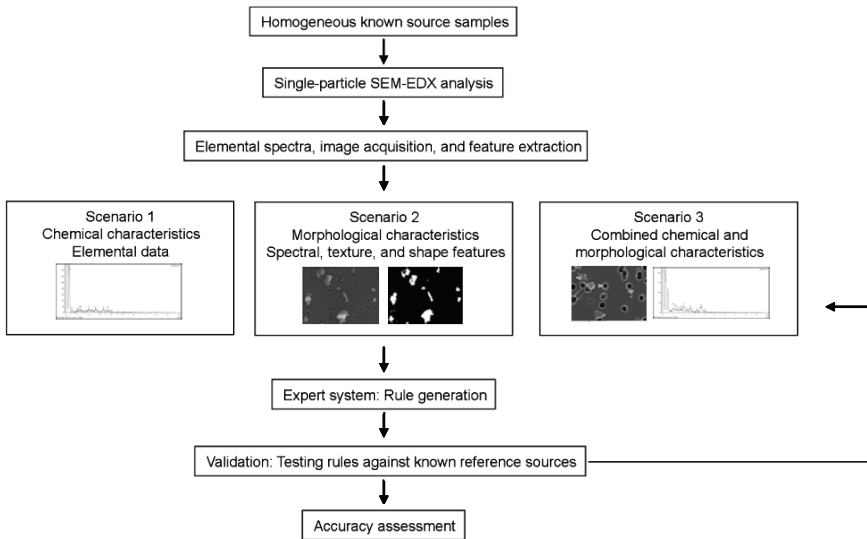 Homogeneous known source samples
Single-particle SEM-EDX analysis
Elemental spectra, image acquisition, and feature extraction
Scenario 1
Chemical characteristics
Elemental data
Scenario 2
Morphological characteristics
Spectral, texture, and shape features
Scenario 3
Combined chemical and
morphological characteristics
Expert system: Rule generation
Validation: Testing rules against known reference sources
Accuracy assessment